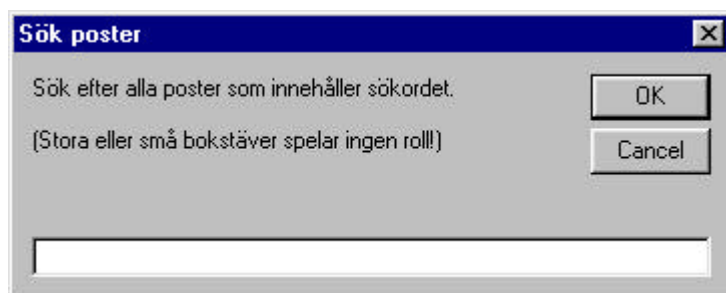 Sök poster
Sök efter alla poster som innehåller sökordet.
(Stora eller små bokstäver spelar ingen roll!)
OK
Cancel